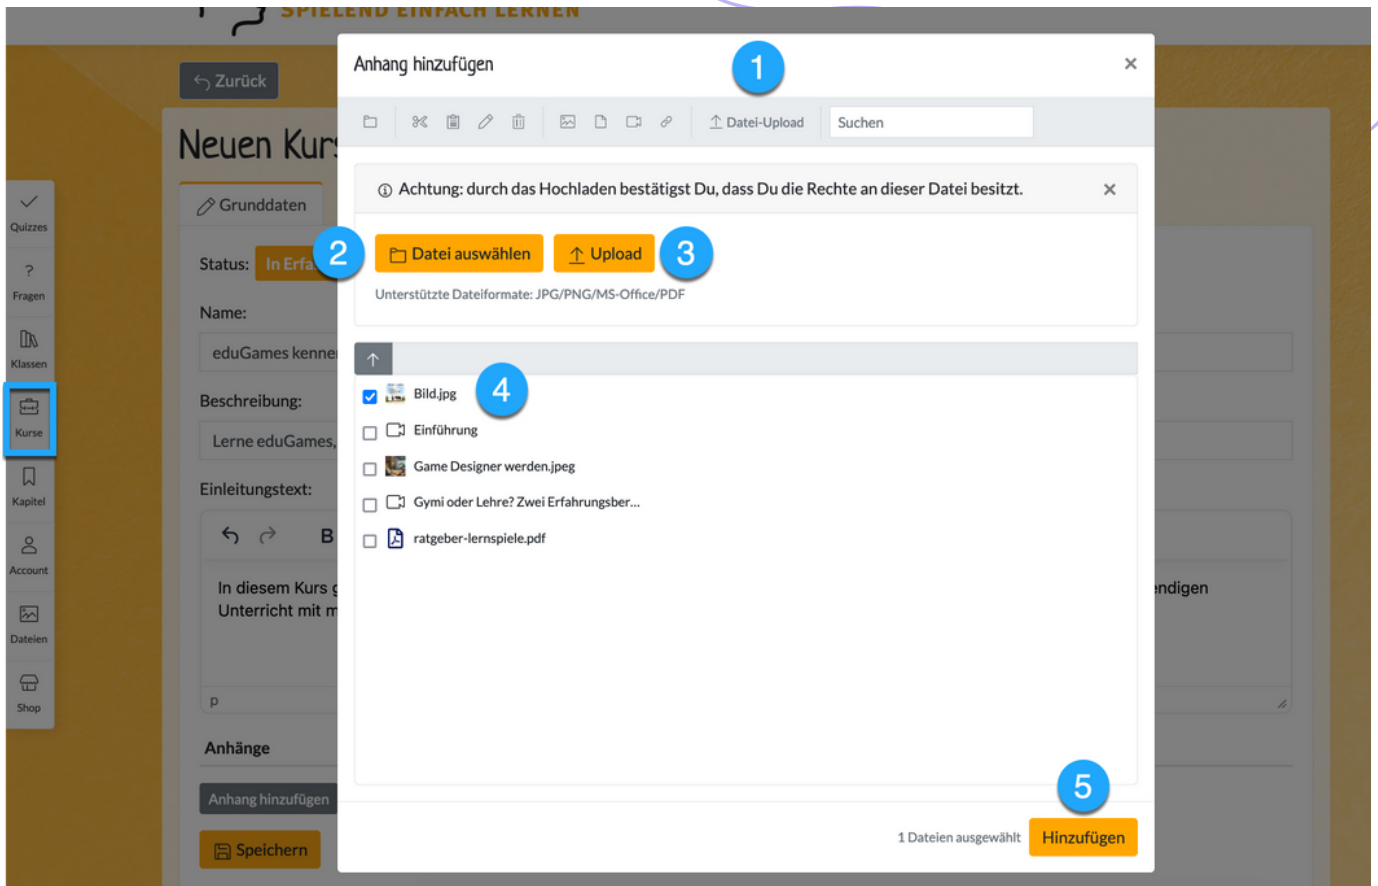 SPIELEND EINFACH LERNEN
Anhang hinzufügen
1
Zurück
Datei-Upload
Suchen
Neuen Kurs
Achtung: durch das Hochladen bestätigst Du, dass Du die Rechte an dieser Datei besitzt.
Quizzes
Grunddaten
2
Datei auswählen
Upload
3
Status:
In Erfa
Fragen
Unterstützte Dateiformate: JPG/PNG/MS-Office/PDF
Name:
Klassen
eduGames kenne
Bild.jpg
4
Beschreibung:
Kurse
Einführung
Lerne eduGames,
Game Designer werden.jpeg
Kapitel
Einleitungstext:
Gymi oder Lehre? Zwei Erfahrungsber...
B
ratgeber-lernspiele.pdf
Account
In diesem Kurs g
endigen
Unterricht mit m
Dateien
Shop
p
Anhänge
5
Anhang hinzufügen
1 Dateien ausgewählt
Hinzufügen
Speichern